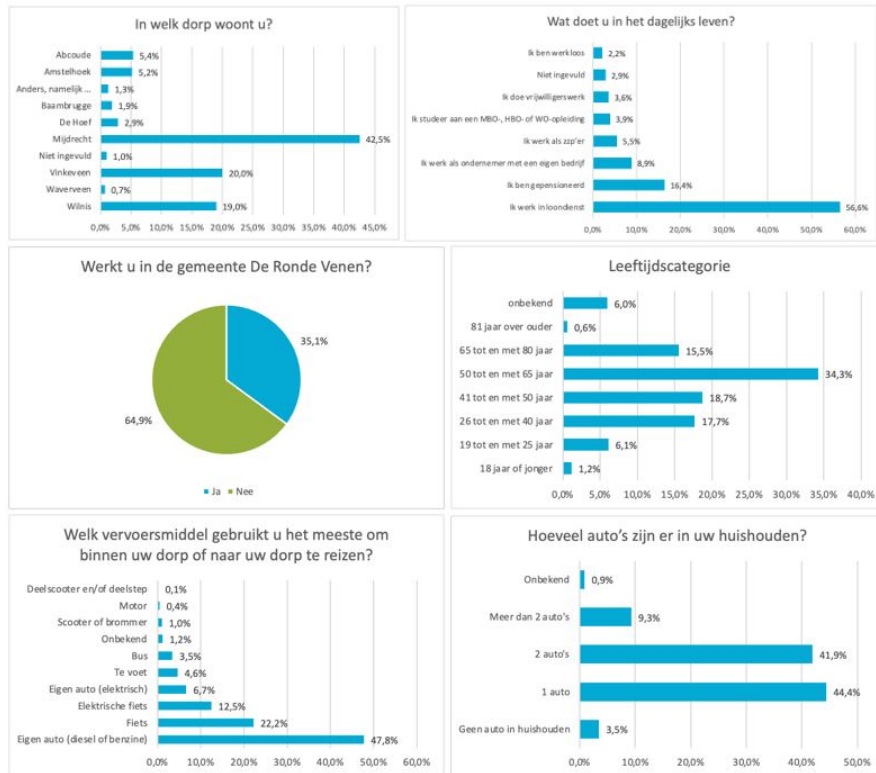 In welk dorp woont u?
Abcoude 5,4%
Amstelhoek 5,2%
Anders, namelijk ... 1,3%
Baambrugge 1,9%
De Hoef 2,9%
Mijdrecht 42,5%
Niet ingevuld 1,0%
Vinkeveen 20,0%
Waverveen 0,7%
Wilnis 19,0%
0,0% 5,0% 10,0% 15,0% 20,0% 25,0% 30,0% 35,0% 40,0% 45,0%
Wat doet u in het dagelijks leven?
Ik ben werkloos 2,2%
Niet ingevuld 2,9%
Ik doe vrijwilligerswerk 3,6%
Ik studeer aan een MBO-, HBO- of WO-opleiding 3,9%
Ik werk als zzp'er 5,5%
Ik werk als ondernemer met een eigen bedrijf 8,9%
Ik ben gepensioneerd 16,4%
Ik werk in loondienst 56,6%
0,0% 10,0% 20,0% 30,0% 40,0% 50,0% 60,0%
Werkt u in de gemeente De Ronde Venen?
35,1%
64,9%
Ja Nee
Leeftijdscategorie
onbekend 6,0%
81 jaar over ouder 0,6%
65 tot en met 80 jaar 15,5%
50 tot en met 65 jaar 34,3%
41 tot en met 50 jaar 18,7%
26 tot en met 40 jaar 17,7%
19 tot en met 25 jaar 6,1%
18 jaar of jonger 1,2%
0,0% 5,0% 10,0% 15,0% 20,0% 25,0% 30,0% 35,0% 40,0%
Welk vervoersmiddel gebruikt u het meeste om
binnen uw dorp of naar uw dorp te reizen?
Deelscooter en/of deelstep 0,1%
Motor 0,4%
Scooter of brommer 1,0%
Onbekend 1,2%
Bus 3,5%
Te voet 4,6%
Eigen auto (elektrisch) 6,7%
Elektrische fiets 12,5%
Fiets 22,2%
Eigen auto (diesel of benzine) 47,8%
0,0% 10,0% 20,0% 30,0% 40,0% 50,0% 60,0%
Hoeveel auto's zijn er in uw huishouden?
Onbekend 0,9%
Meer dan 2 auto's 9,3%
2 auto's 41,9%
1 auto 44,4%
Geen auto in huishouden 3,5%
0,0% 10,0% 20,0% 30,0% 40,0% 50,0%